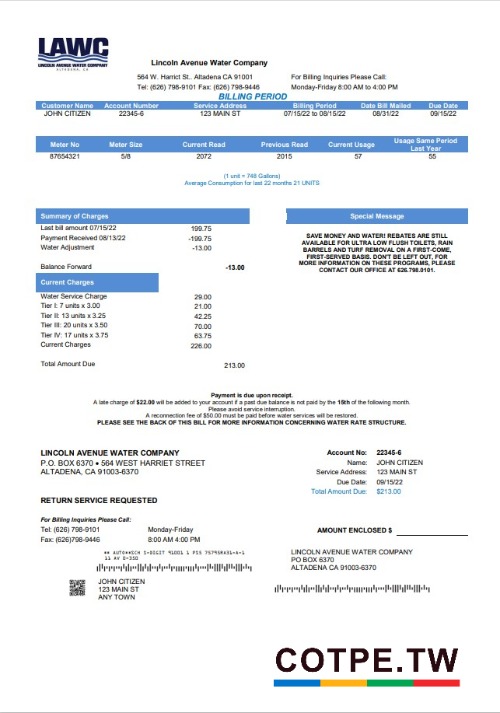 LAWC
LINCOLN AVENUE WATER COMPANY
ALTADENA, CA
Lincoln Avenue Water Company
564 W. Harrict St.. Altadena CA 91001
For Billing Inquiries Please Call:
Tel: (626) 798-9101 Fax: (626) 798-9446
Monday-Friday 8:00 AM to 4:00 PM
BILLING PERIOD
Customer Name Account Number Service Address Billing Period Date Bill Mailed Due Date
JOHN CITIZEN 22345-6 123 MAIN ST 07/15/22 to 08/15/22 08/31/22 09/15/22
Meter No Meter Size Current Read Previous Read Current Usage Usage Same Period Last Year
87654321 5/8 2072 2015 57 55
(1 unit = 748 Gallons)
Average Consumption for last 22 months 21 UNITS
Summary of Charges
Last bill amount 07/15/22 199.75
Payment Received 08/13/22 -199.75
Water Adjustment -13.00
Balance Forward -13.00
Special Message
SAVE MONEY AND WATER! REBATES ARE STILL
AVAILABLE FOR ULTRA LOW FLUSH TOILETS, RAIN
BARRELS AND TURF REMOVAL ON A FIRST-COME,
FIRST-SERVED BASIS. DON'T BE LEFT OUT, FOR
MORE INFORMATION ON THESE PROGRAMS, PLEASE
CONTACT OUR OFFICE AT 626.798.0101.
Current Charges
Water Service Charge 29.00
Tier I: 7 units x 3.00 21.00
Tier II: 13 units x 3.25 42.25
Tier III: 20 units x 3.50 70.00
Tier IV: 17 units x 3.75 63.75
Current Charges 226.00
Total Amount Due 213.00
Payment is due upon receipt.
A late charge of $22.00 will be added to your account if a past due balance is not paid by the 15th of the following month.
Please avoid service interruption.
A reconnection fee of $50.00 must be paid before water services will be restored.
PLEASE SEE THE BACK OF THIS BILL FOR MORE INFORMATION CONCERNING WATER RATE STRUCTURE.
LINCOLN AVENUE WATER COMPANY
P.O. BOX 6370 • 564 WEST HARRIET STREET
ALTADENA, CA 91003-6370
Account No: 22345-6
Name: JOHN CITIZEN
Service Address: 123 MAIN ST
Due Date: 09/15/22
Total Amount Due: $213.00
RETURN SERVICE REQUESTED
For Billing Inquiries Please Call:
Tel: (626) 798-9101 Monday-Friday
Fax: (626)798-9446 8:00 AM 4:00 PM
AMOUNT ENCLOSED $
JOHN CITIZEN
123 MAIN ST
ANY TOWN
LINCOLN AVENUE WATER COMPANY
PO BOX 6370
ALTADENA CA 91003-6370
COTPE.TW